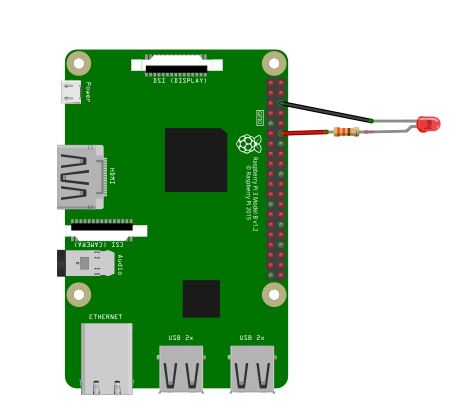 DSI (DISPLAY)
Power
GPIO
HDMI
Raspberry Pi 3 Model B v1.2
© Raspberry Pi 2015
CSI (CAMERA)
Audio
ETHERNET
USB 2x
USB 2x